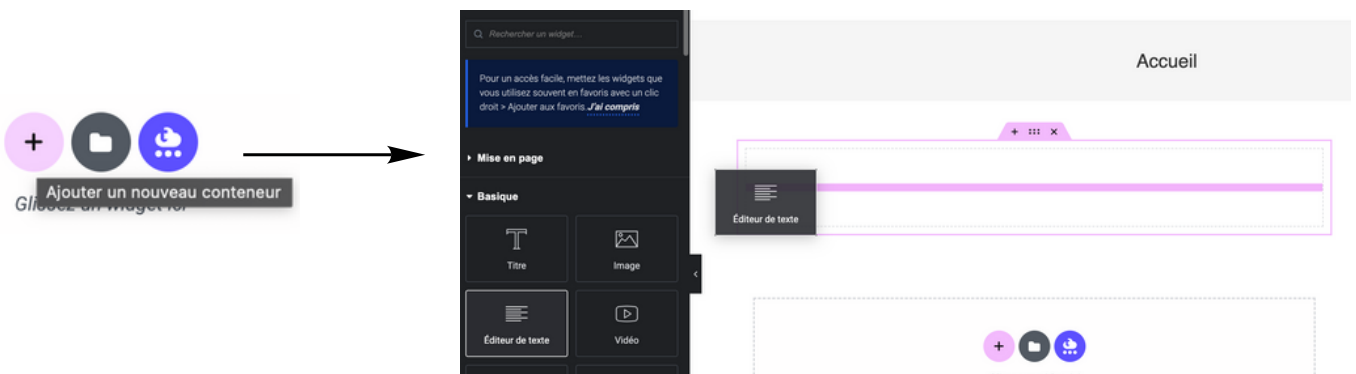 Ajouter un nouveau conteneur
Glissez un widget ici
Rechercher un widget...
Pour un accès facile, mettez les widgets que
vous utilisez souvent en favoris avec un clic
droit > Ajouter aux favoris. J'ai compris
Mise en page
Basique
Titre
Image
Éditeur de texte
Vidéo
Accueil
Éditeur de texte